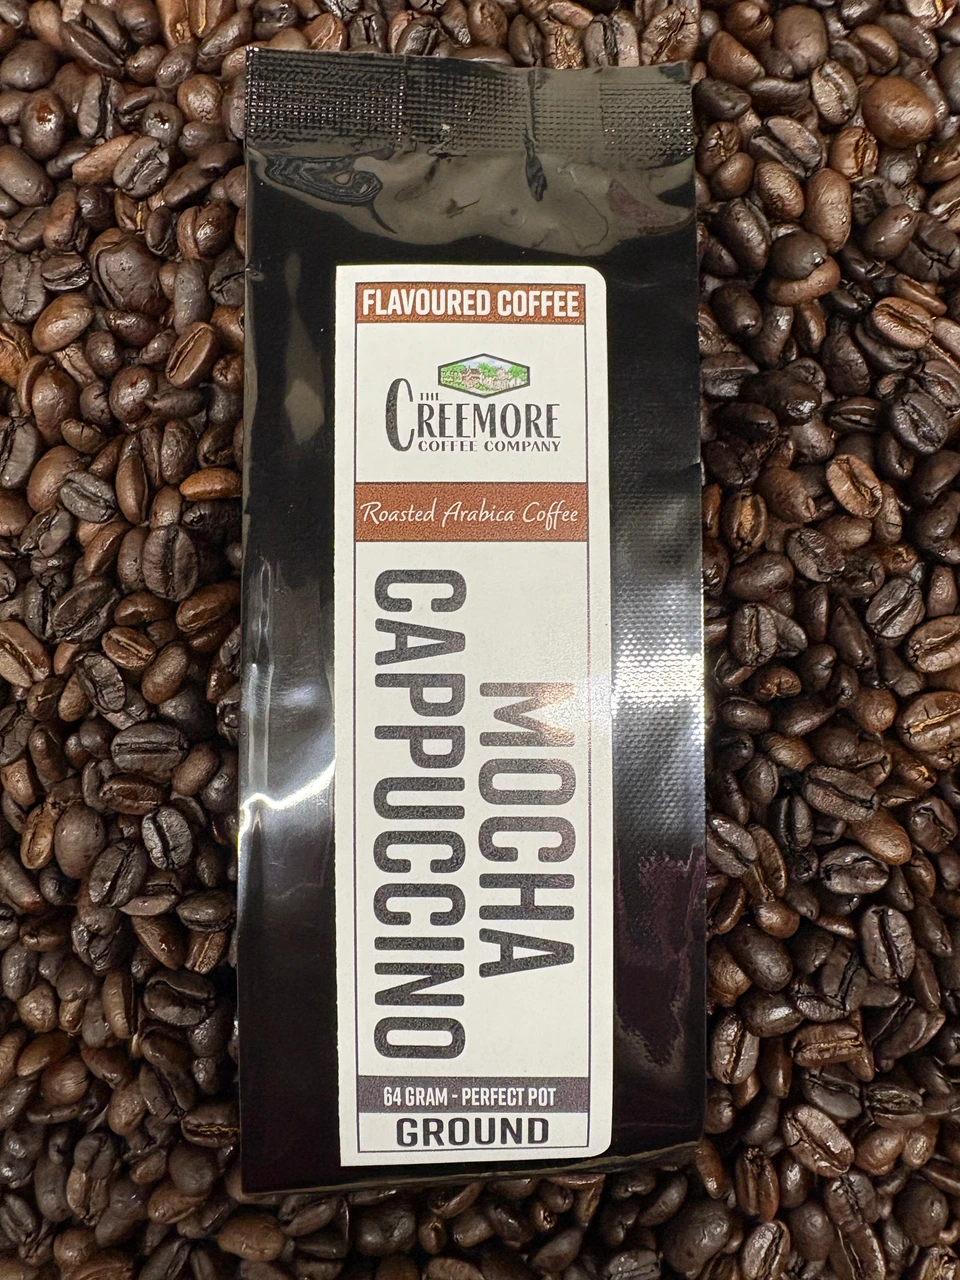 FLAVOURED COFFEE
THE
CREEMORE
COFFEE COMPANY
Roasted Arabica Coffee
MOCHA
CAPPUCCINO
64 GRAM - PERFECT POT
GROUND